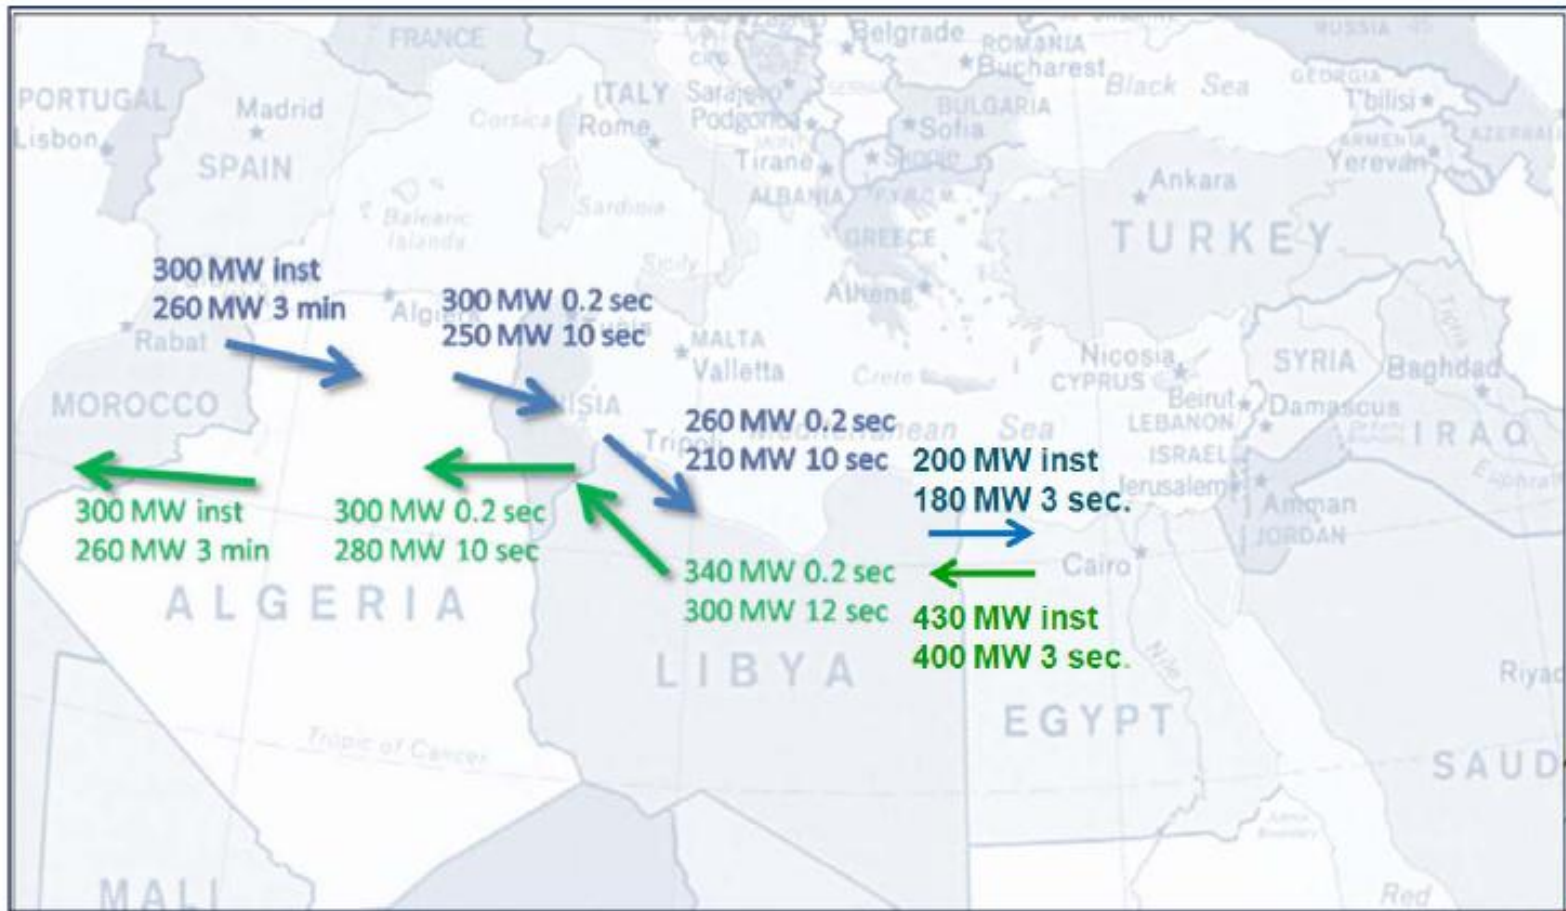 FRANCE
Belgrade
ROMANIA
Bucharest
Black Sea
RUSSIA
GEORGIA
T'bilisi
PORTUGAL
Lisbon
Madrid
SPAIN
Corsica
ITALY
Rome
Sarajevo
Podgorica
BULGARIA
Sofia
ARMENIA
Yerevan
Tirane
Skopje
ALBANIA
F.Y.R.O.M.
Ankara
TURKEY
Balearic
Islands
Sardinia
GREECE
Sicily
Athens
300 MW inst
260 MW 3 min
300 MW 0.2 sec
250 MW 10 sec
Rabat
MOROCCO
MALTA
Valletta
Crete
Nicosia
CYPRUS
SYRIA
Baghdad
Beirut
LEBANON
Damascus
IRAQ
260 MW 0.2 sec
210 MW 10 sec
Tripoli
Mediterranean Sea
ISRAEL
Jerusalem
Amman
JORDAN
200 MW inst
180 MW 3 sec.
300 MW inst
260 MW 3 min
300 MW 0.2 sec
280 MW 10 sec
340 MW 0.2 sec
300 MW 12 sec
Cairo
430 MW inst
400 MW 3 sec.
ALGERIA
LIBYA
EGYPT
Nile
Riyad
SAUD
Tropic of Cancer
MALI
Red